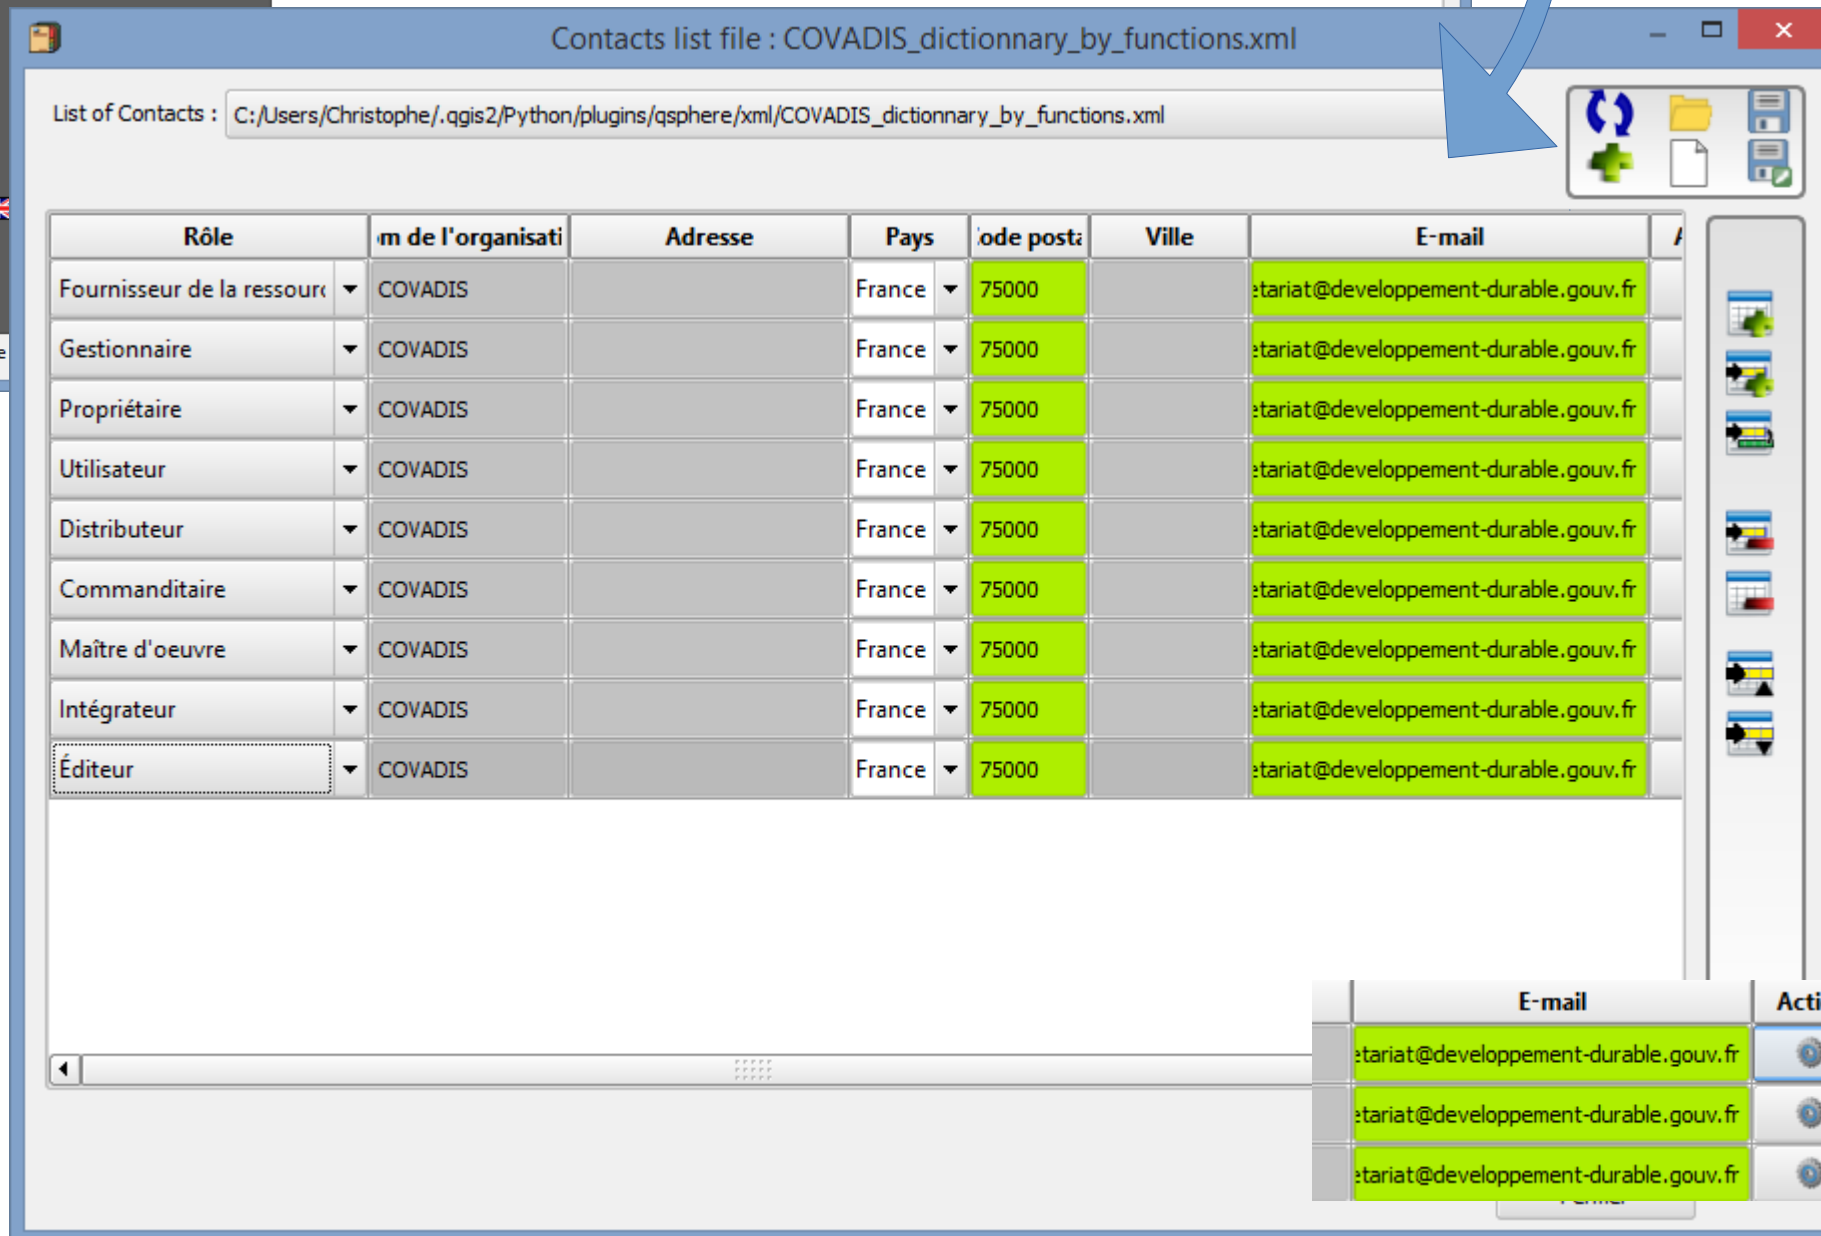 Contacts list file : COVADIS_dictionnary_by_functions.xml
List of Contacts : C:/Users/Christophe/.qgis2/Python/plugins/qsphere/xml/COVADIS_dictionnary_by_functions.xml
Rôle m de l'organisati Adresse Pays ode posta Ville E-mail
Fournisseur de la ressourc COVADIS France 75000 etariat@developpement-durable.gouv.fr
Gestionnaire COVADIS France 75000 etariat@developpement-durable.gouv.fr
Propriétaire COVADIS France 75000 etariat@developpement-durable.gouv.fr
Utilisateur COVADIS France 75000 etariat@developpement-durable.gouv.fr
Distributeur COVADIS France 75000 etariat@developpement-durable.gouv.fr
Commanditaire COVADIS France 75000 etariat@developpement-durable.gouv.fr
Maître d'oeuvre COVADIS France 75000 etariat@developpement-durable.gouv.fr
Intégrateur COVADIS France 75000 etariat@developpement-durable.gouv.fr
Éditeur COVADIS France 75000 etariat@developpement-durable.gouv.fr
E-mail Acti
etariat@developpement-durable.gouv.fr
etariat@developpement-durable.gouv.fr
etariat@developpement-durable.gouv.fr